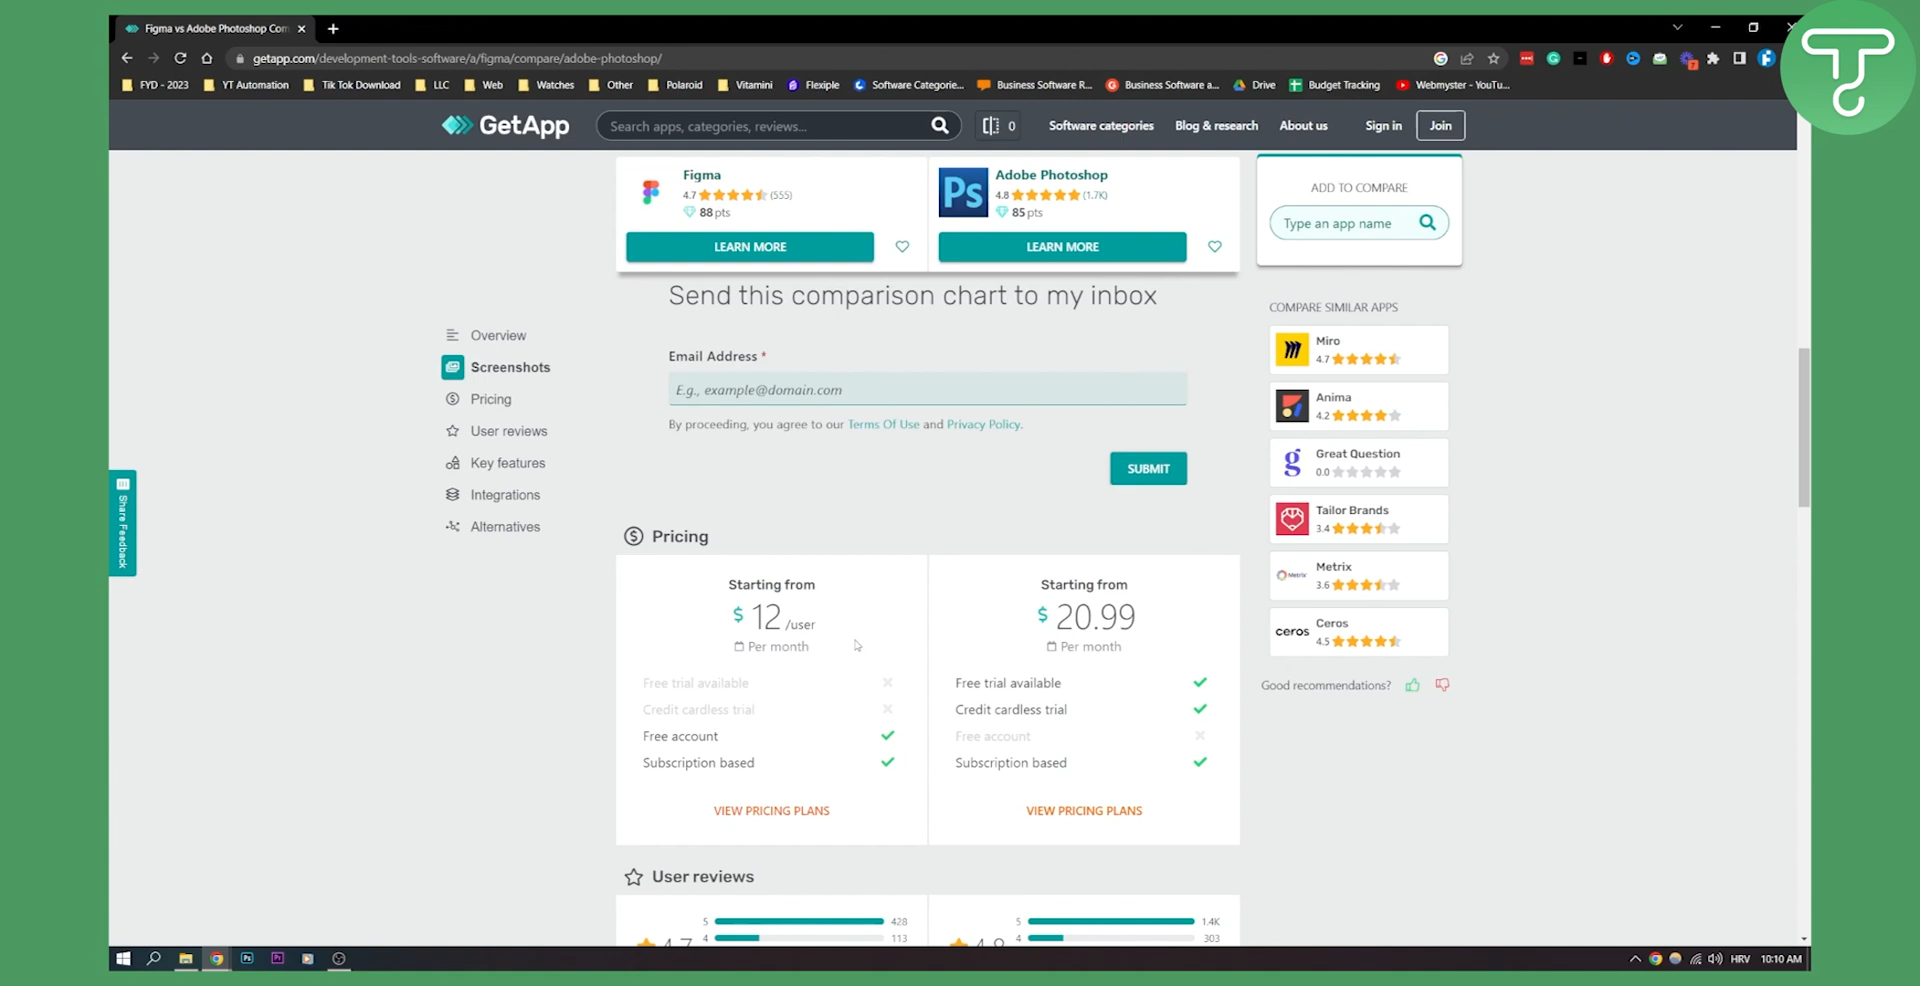 Figma vs Adobe Photoshop Com
getapp.com/development-tools-software/a/figma/compare/adobe-photoshop/
FYD - 2023 YT Automation Tik Tok Download LLC Web Watches Other Polaroid Vitamini Flexiple Software Categorie... Business Software R... Business Software a... Drive Budget Tracking Webmyster - YouTu...
GetApp Search apps, categories, reviews... 0 Software categories Blog & research About us Sign in Join
Figma
4.7 (555)
88 pts
LEARN MORE
Adobe Photoshop
4.8 (1.7K)
85 pts
LEARN MORE
ADD TO COMPARE
Type an app name
Send this comparison chart to my inbox
Email Address *
E.g., example@domain.com
By proceeding, you agree to our Terms Of Use and Privacy Policy.
SUBMIT
Overview
Screenshots
Pricing
User reviews
Key features
Integrations
Alternatives
Share Feedback
COMPARE SIMILAR APPS
Miro
4.7
Anima
4.2
Great Question
0.0
Tailor Brands
3.4
Metrix
Metrix
3.6
ceros
Ceros
4.5
Good recommendations?
Pricing
Starting from
$ 12 /user
Per month
Free trial available
Credit cardless trial
Free account
Subscription based
VIEW PRICING PLANS
Starting from
$ 20.99
Per month
Free trial available
Credit cardless trial
Free account
Subscription based
VIEW PRICING PLANS
User reviews
5 428
4.7 4 113
5 1.4K
4.8 4 303
HRV 10:10 AM